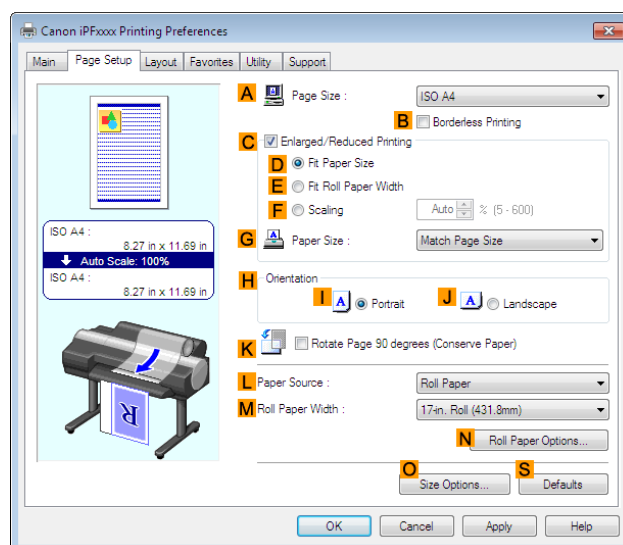 Canon iPFxxxx Printing Preferences
Main Page Setup Layout Favorites Utility Support
A Page Size : ISO A4
B Borderless Printing
C Enlarged/Reduced Printing
D Fit Paper Size
E Fit Roll Paper Width
F Scaling Auto % (5 - 600)
G A Paper Size : Match Page Size
ISO A4 :
8.27 in x 11.69 in
Auto Scale: 100%
ISO A4 :
8.27 in x 11.69 in
H Orientation
I A Portrait J A Landscape
K Rotate Page 90 degrees (Conserve Paper)
L Paper Source : Roll Paper
M Roll Paper Width : 17-in. Roll (431.8mm)
N Roll Paper Options...
R
O Size Options... S Defaults
OK Cancel Apply Help